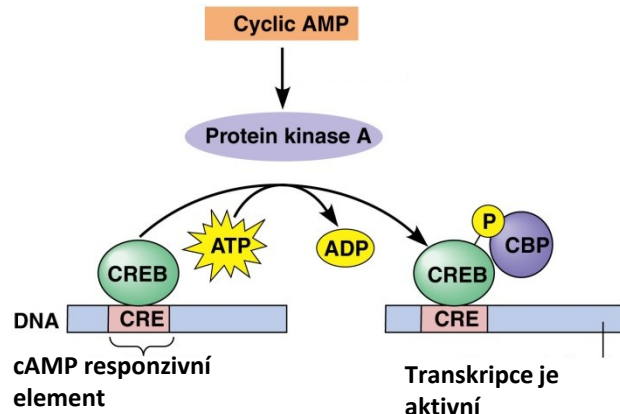 Cyclic AMP
Protein kinase A
P
ATP
ADP
CBP
CREB
CREB
DNA
CRE
CRE
cAMP responzivní
element
Transkripce je
aktivní